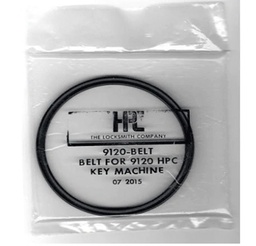 HPC
THE LOCKSMITH COMPANY
9120-BELT
BELT FOR 9120 HPC
KEY MACHINE
07 2015